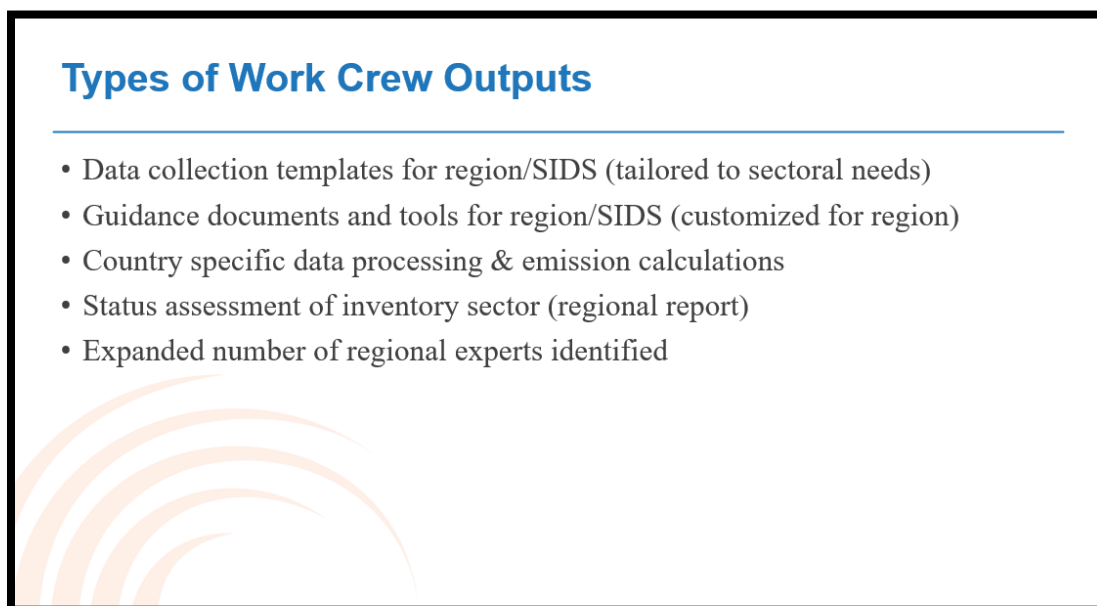 Types of Work Crew Outputs
• Data collection templates for region/SIDS (tailored to sectoral needs)
• Guidance documents and tools for region/SIDS (customized for region)
• Country specific data processing & emission calculations
• Status assessment of inventory sector (regional report)
• Expanded number of regional experts identified